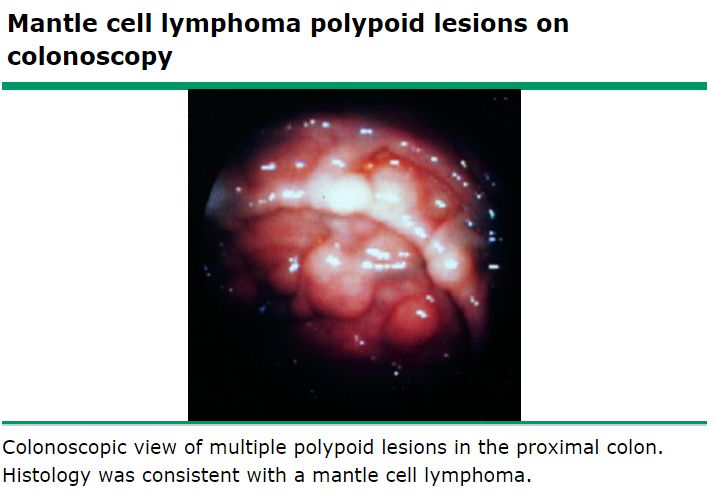 Mantle cell lymphoma polypoid lesions on
colonoscopy
Colonoscopic view of multiple polypoid lesions in the proximal colon.
Histology was consistent with a mantle cell lymphoma.